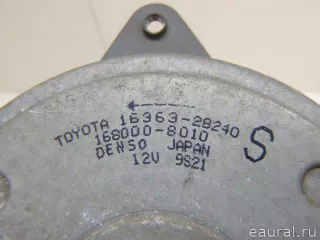 TOYOTA 16363-28240
168000-8010
DENSO JAPAN
12V 9S21
S
eaural.ru